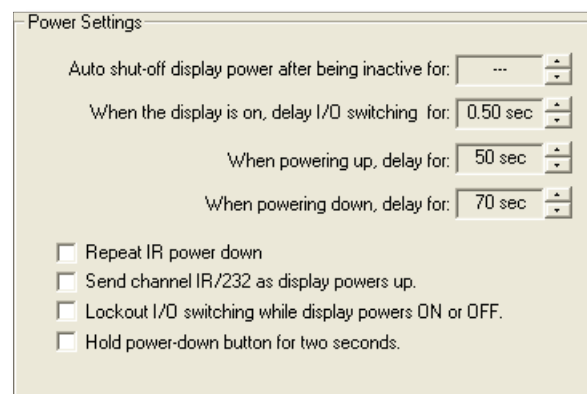 Power Settings
Auto shut-off display power after being inactive for: ---
When the display is on, delay I/O switching for: 0.50 sec
When powering up, delay for: 50 sec
When powering down, delay for: 70 sec
Repeat IR power down
Send channel IR/232 as display powers up.
Lockout I/O switching while display powers ON or OFF.
Hold power-down button for two seconds.